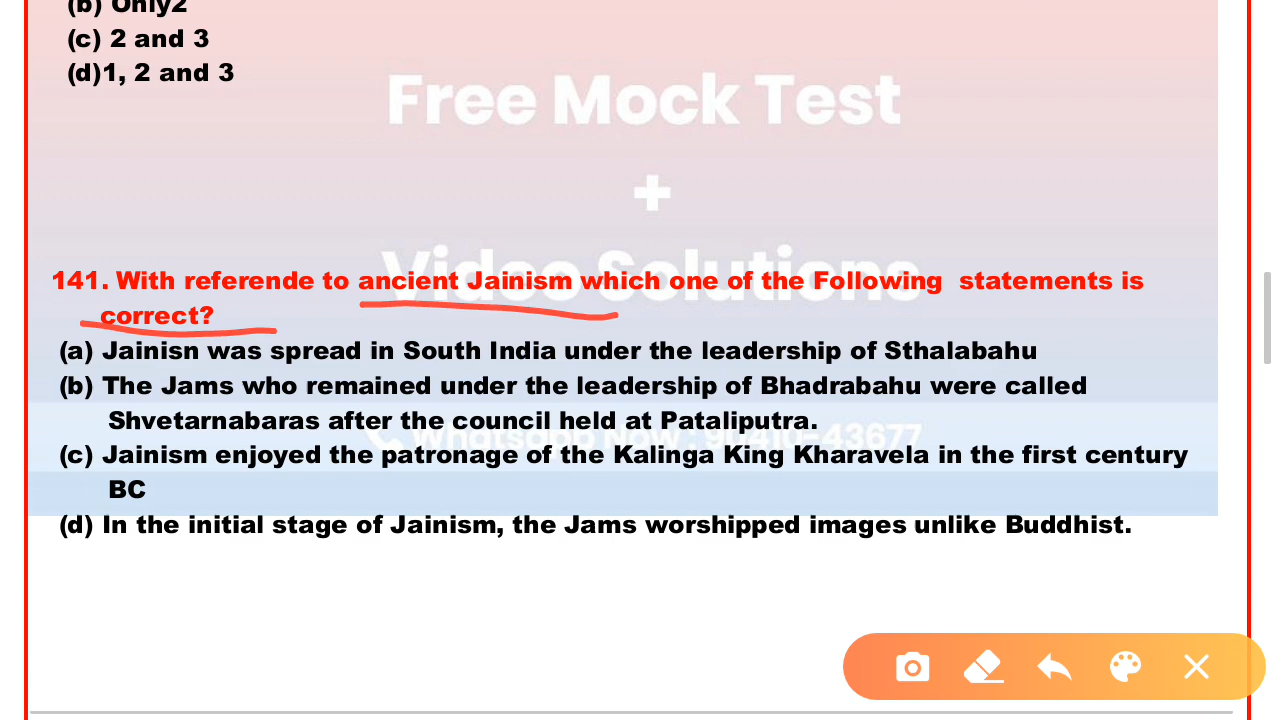 (b) Only2
(c) 2 and 3
(d)1, 2 and 3
Free Mock Test
+
Video Solutions
141. With referende to ancient Jainism which one of the Following statements is
correct?
(a) Jainisn was spread in South India under the leadership of Sthalabahu
(b) The Jams who remained under the leadership of Bhadrabahu were called
Shvetarnabaras after the council held at Pataliputra.
Whatsapp Now : 90410-43677
(c) Jainism enjoyed the patronage of the Kalinga King Kharavela in the first century
BC
(d) In the initial stage of Jainism, the Jams worshipped images unlike Buddhist.